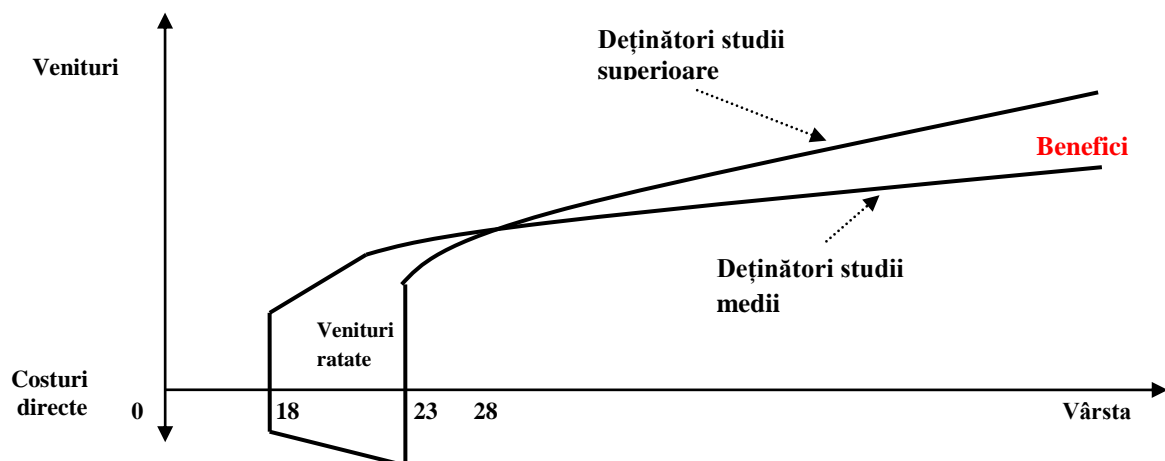 Deținători studii
superioare
Venituri
Benefici
Deținători studii
medii
Venituri
ratate
Costuri
directe
0
18
23
28
Vârsta